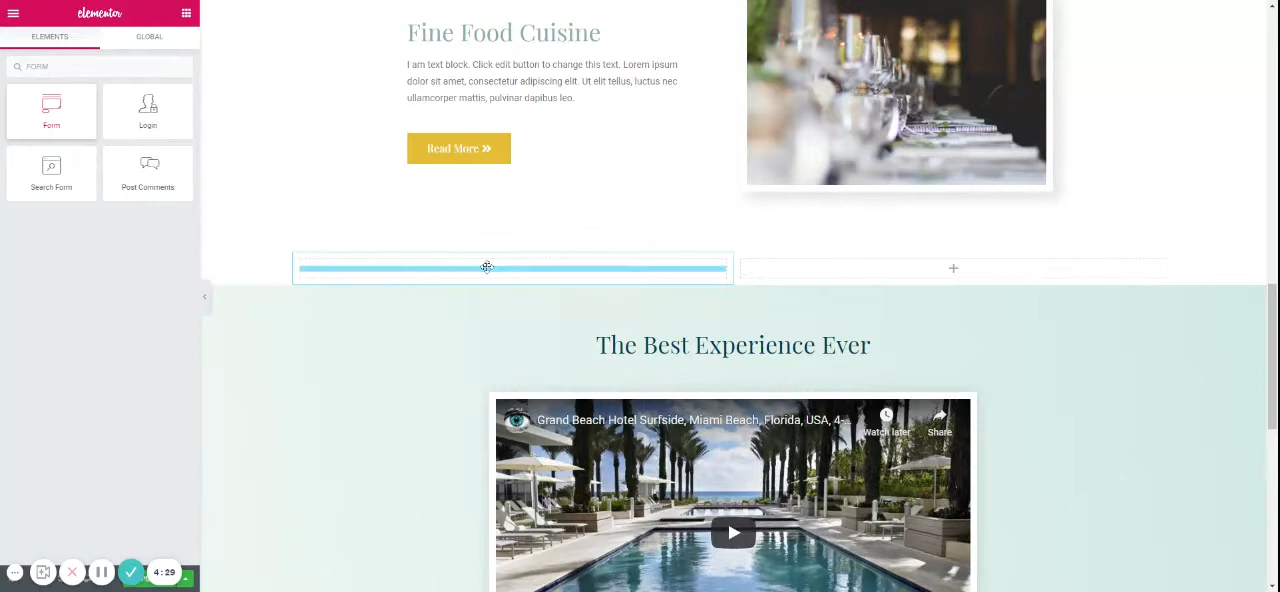 elementor
ELEMENTS
GLOBAL
FORM
Form
Login
Search Form
Post Comments
Fine Food Cuisine
I am text block. Click edit button to change this text. Lorem ipsum
dolor sit amet, consectetur adipiscing elit. Ut elit tellus, luctus nec
ullamcorper mattis, pulvinar dapibus leo.
Read More
The Best Experience Ever
Grand Beach Hotel Surfside, Miami Beach, Florida, USA, 4-...
Watch later
Share
4:29